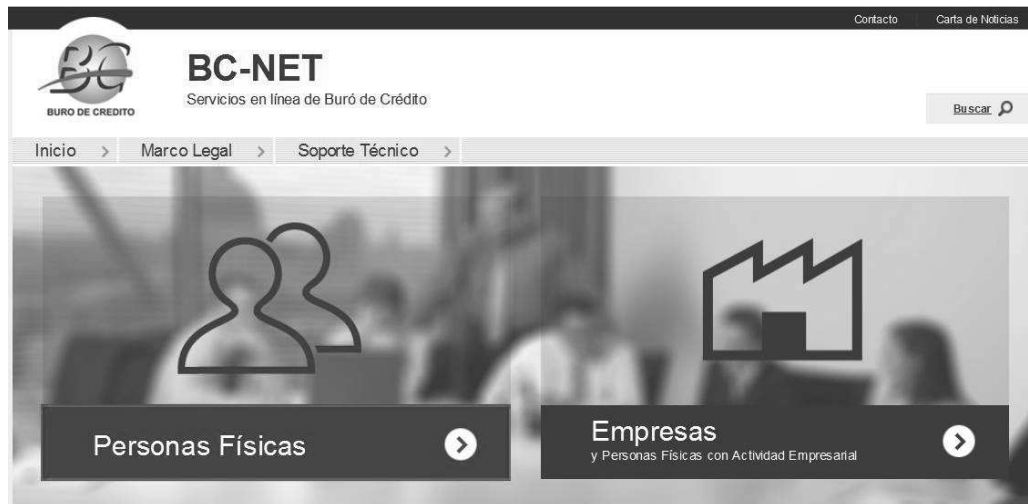 Contacto
Carta de Noticias
BC
BURO DE CREDITO
BC-NET
Servicios en línea de Buró de Crédito
Buscar
Inicio > Marco Legal > Soporte Técnico >
Personas Físicas
Empresas
y Personas Físicas con Actividad Empresarial